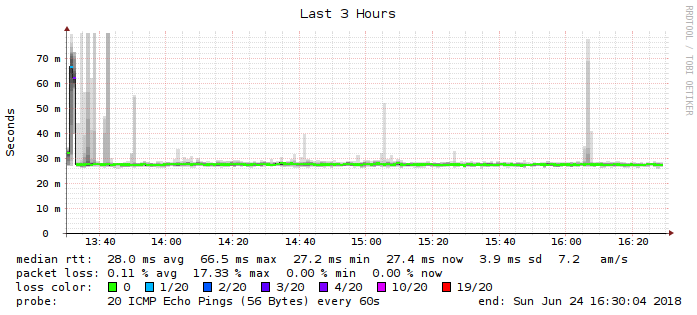 Last 3 Hours
RRDTOOL / TOBI OETIKER
Seconds
70 m
60 m
50 m
40 m
30 m
20 m
10 m
0
13:40 14:00 14:20 14:40 15:00 15:20 15:40 16:00 16:20
median rtt: 28.0 ms avg 66.5 ms max 27.2 ms min 27.4 ms now 3.9 ms sd 7.2 am/s
packet loss: 0.11 % avg 17.33 % max 0.00 % min 0.00 % now
loss color: 0 1/20 2/20 3/20 4/20 10/20 19/20
probe: 20 ICMP Echo Pings (56 Bytes) every 60s end: Sun Jun 24 16:30:04 2018